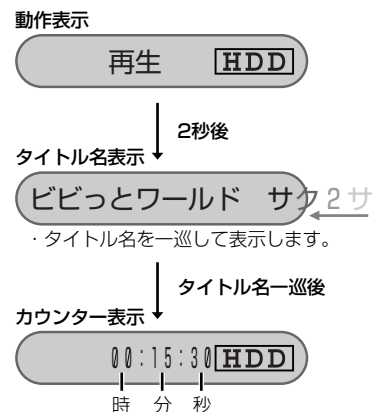 動作表示
再生 HDD
2秒後
タイトル名表示
ビビっとワールド サク2サ
・タイトル名を一巡して表示します。
タイトル名一巡後
カウンター表示
00:15:30 HDD
時 分 秒